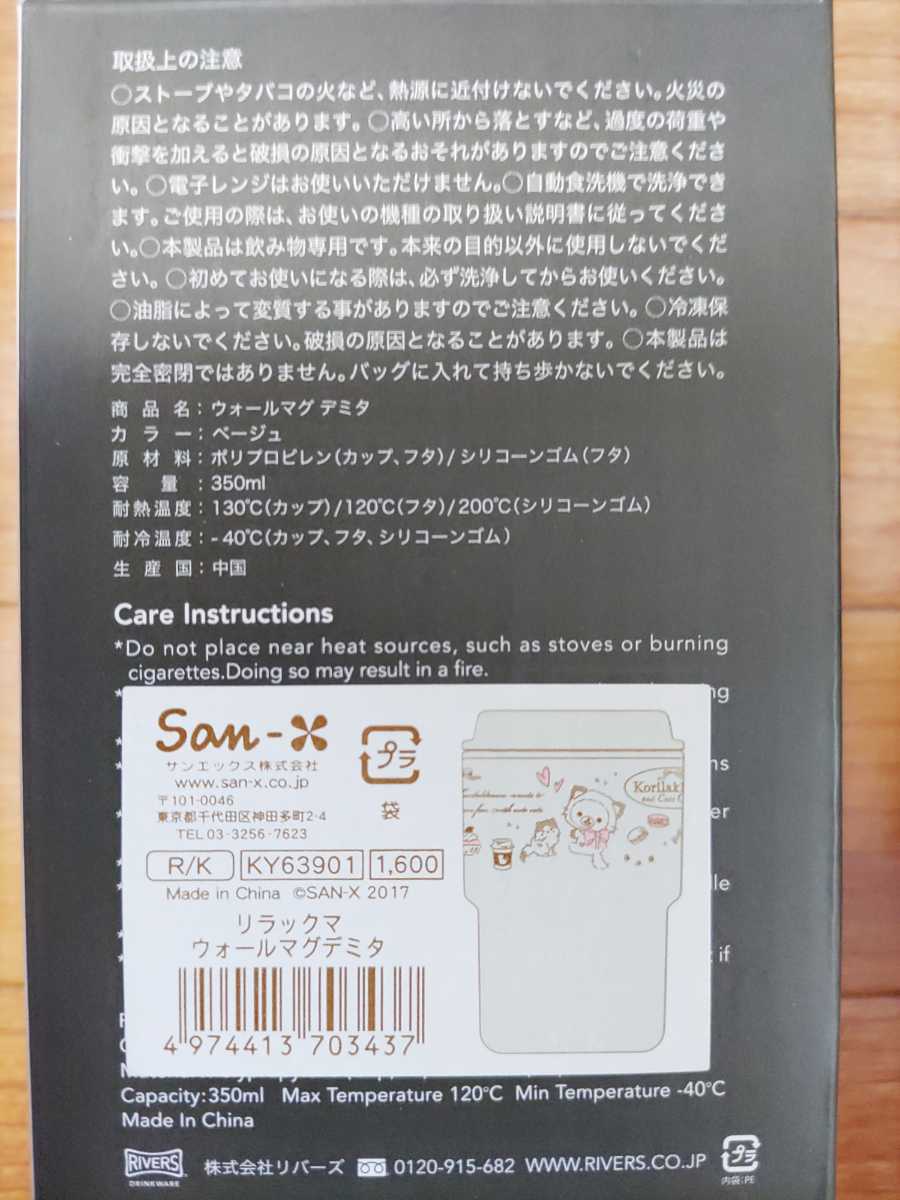 取扱上の注意
○ストーブやタバコの火など、熱源に近付けないでください。火災の
原因となることがあります。○高い所から落とすなど、過度の荷重や
衝撃を加えると破損の原因となるおそれがありますのでご注意くださ
い。○電子レンジはお使いいただけません。○自動食洗機で洗浄でき
ます。ご使用の際は、お使いの機種の取り扱い説明書に従ってくださ
い。○本製品は飲み物専用です。本来の目的以外に使用しないでくだ
さい。○初めてお使いになる際は、必ず洗浄してからお使いください。
○油脂によって変質する事がありますのでご注意ください。○冷凍保
存しないでください。破損の原因となることがあります。○本製品は
完全密閉ではありません。バッグに入れて持ち歩かないでください。
商品名：ウォールマグ デミタ
カラー：ベージュ
原材料：ポリプロピレン(カップ、フタ)/シリコーンゴム(フタ)
容量：350ml
耐熱温度：130℃(カップ)/120℃(フタ)/200℃(シリコーンゴム)
耐冷温度：-40℃(カップ、フタ、シリコーンゴム)
生産国：中国
Care Instructions
*Do not place near heat sources, such as stoves or burning
cigarettes.Doing so may result in a fire.
San-X
サンエックス株式会社
www.san-x.co.jp
〒101-0046
東京都千代田区神田多町2-4
TEL 03-3256-7623
プラ
袋
R/K KY63901 1,600
Made in China ©SAN-X 2017
リラックマ
ウォールマグデミタ
4 974413 703437
Korilak
if
Capacity:350ml Max Temperature 120℃ Min Temperature -40℃
Made In China
RIVERS
DRINKWARE
株式会社リバーズ 0120-915-682 WWW.RIVERS.CO.JP
プラ
内袋:PE